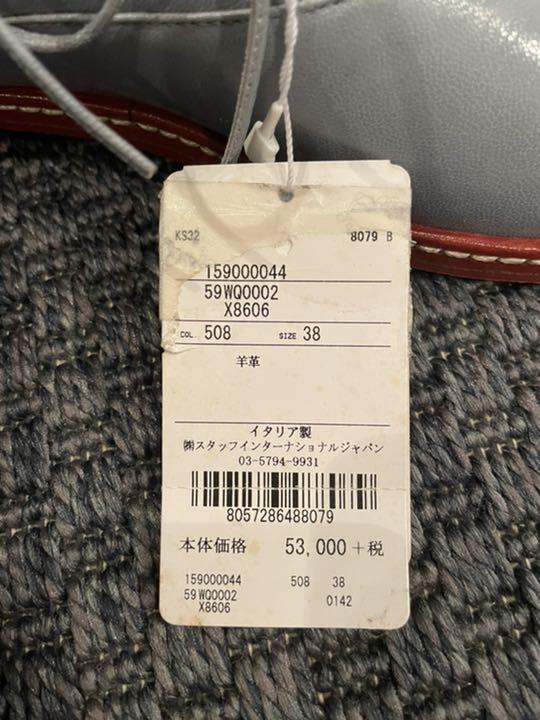 KS32 8079 B
159000044
59WQ0002
X8606
COL. 508 SIZE 38
羊革
イタリア製
㈱スタッフインターナショナルジャパン
03-5794-9931
8057286488079
本体価格 53,000+税
159000044 508 38
59WQ0002 0142
X8606